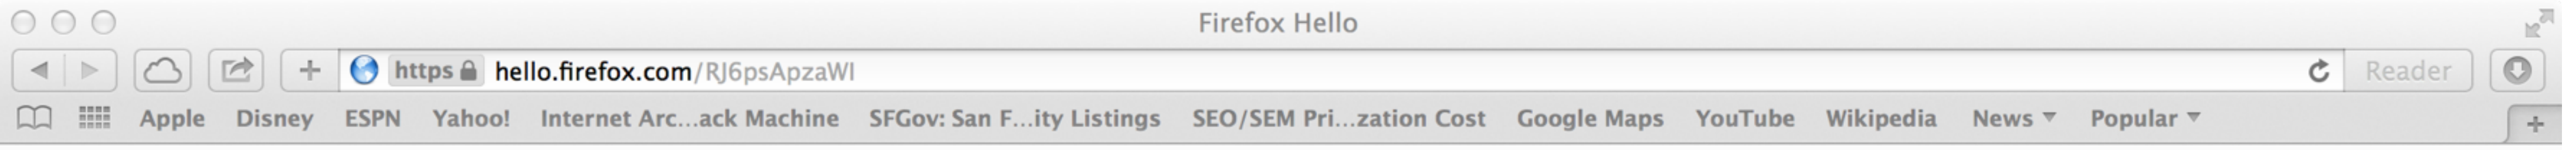 Firefox Hello
https hello.firefox.com/RJ6psApzaWI Reader
Apple Disney ESPN Yahoo! Internet Arc...ack Machine SFGov: San F...ity Listings SEO/SEM Pri...zation Cost Google Maps YouTube Wikipedia News Popular